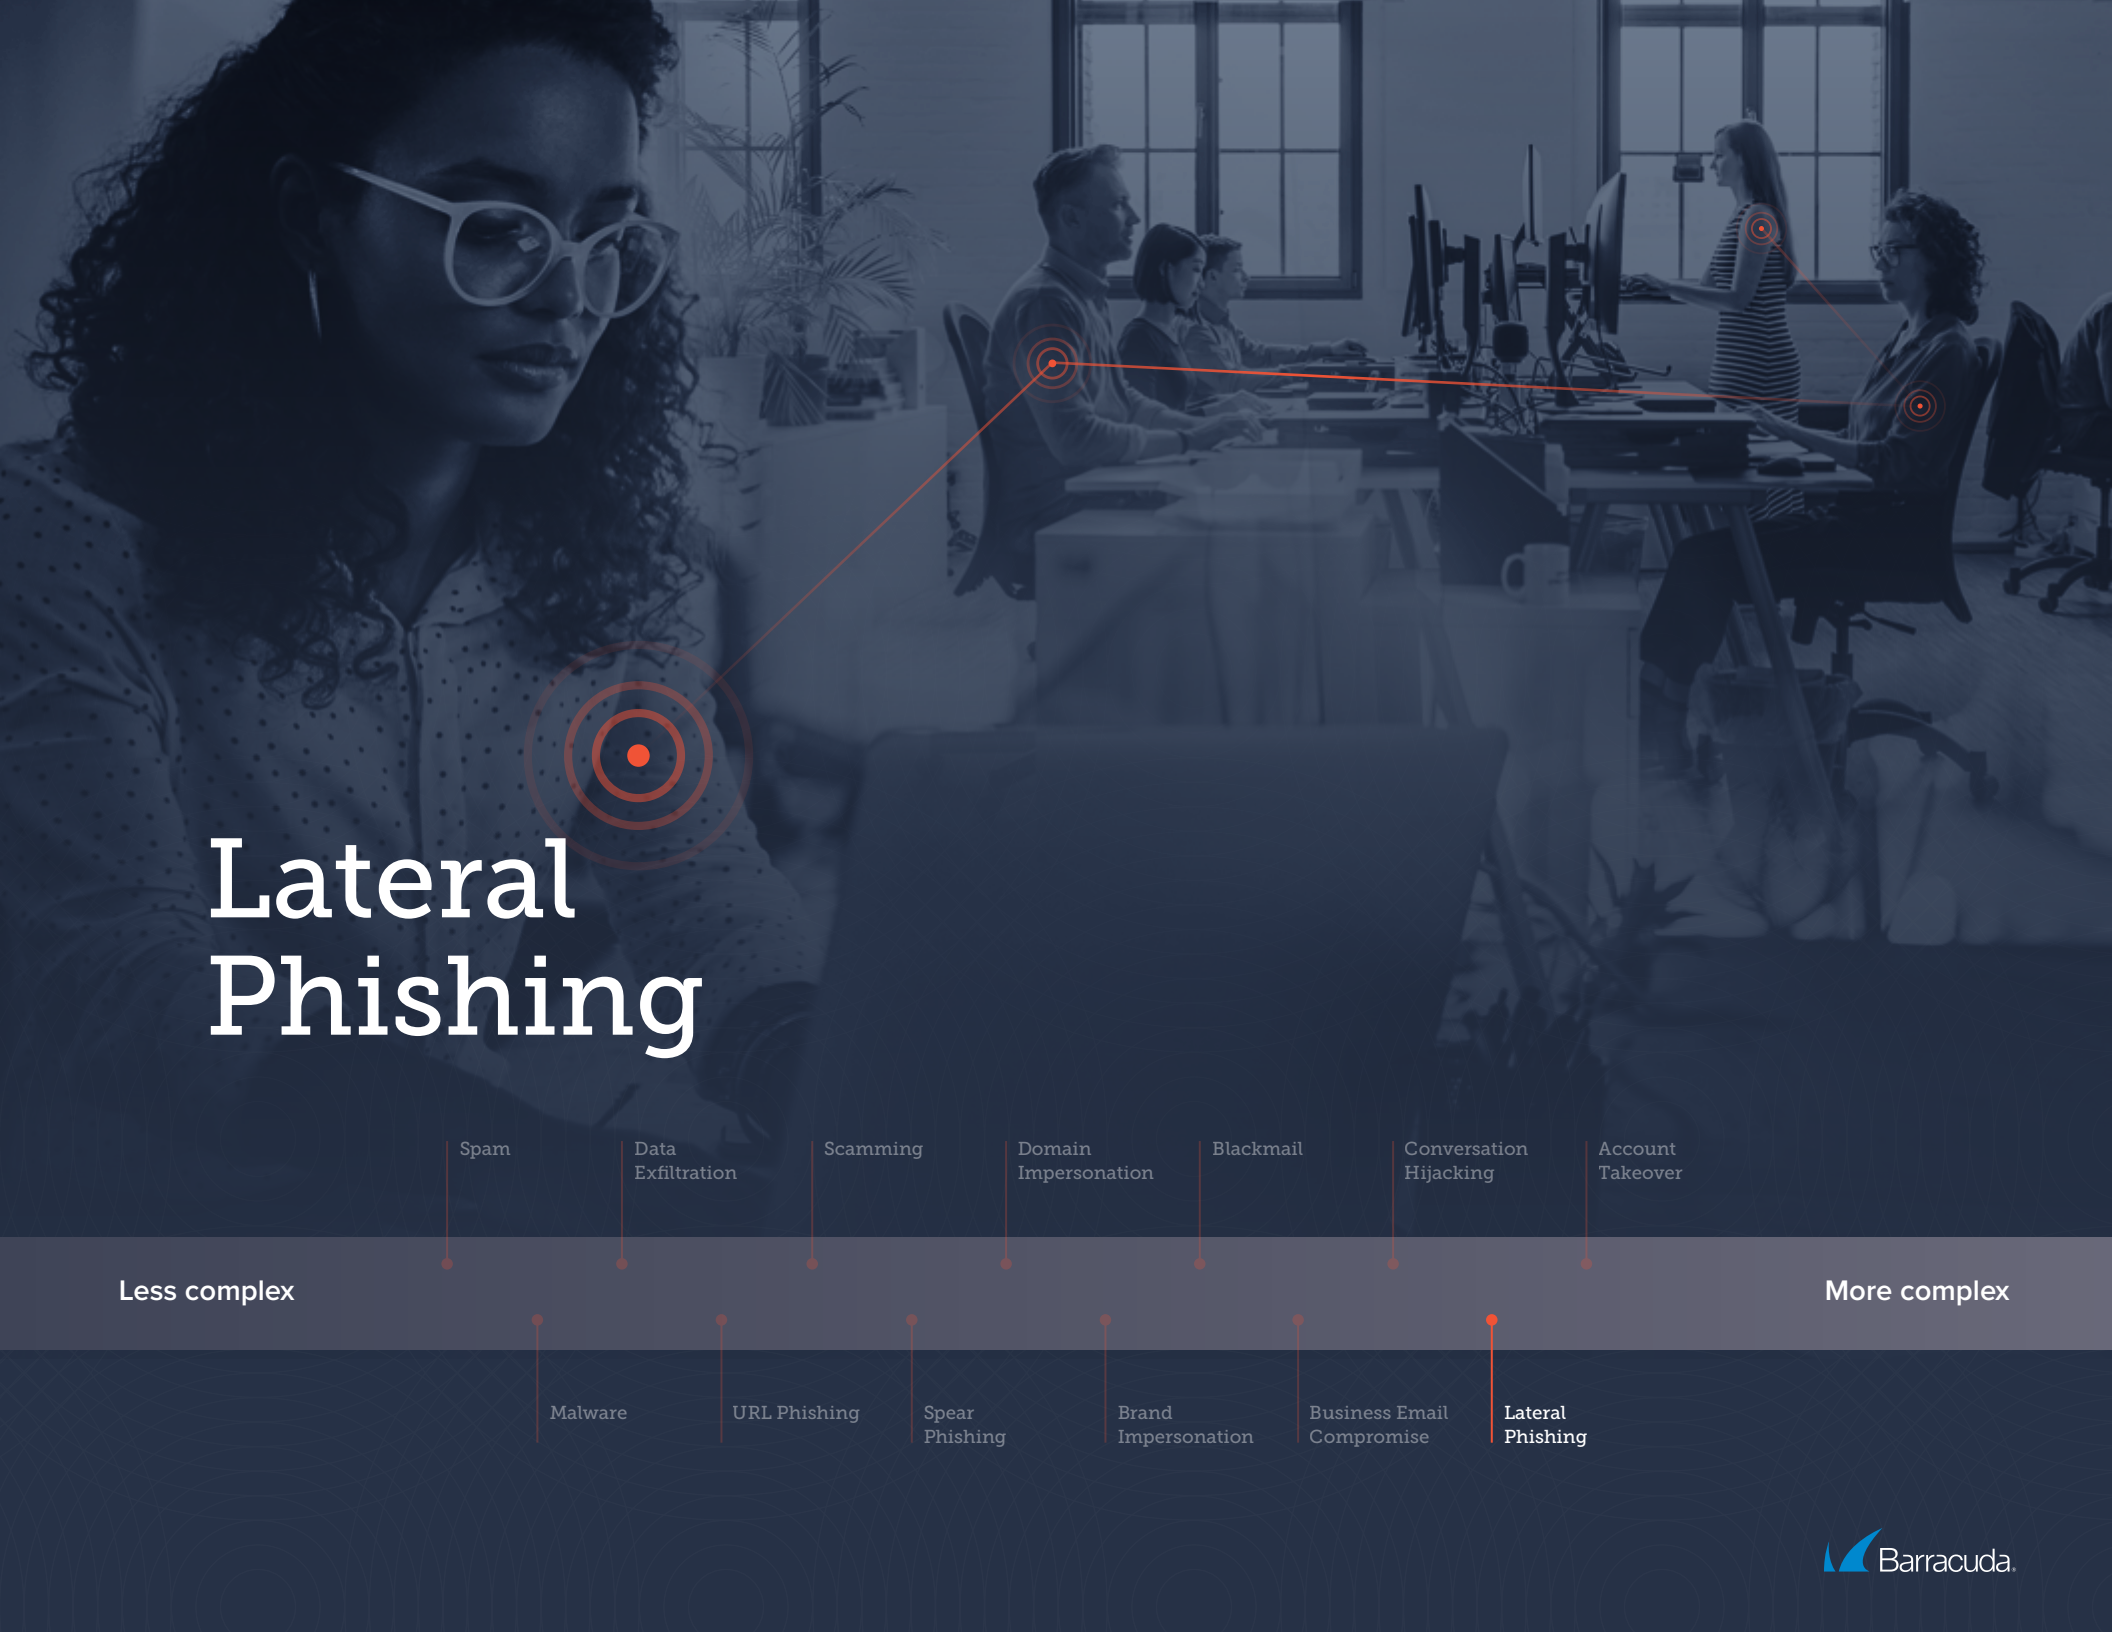 Lateral
Phishing
Spam
Data
Exfiltration
Scamming
Domain
Impersonation
Blackmail
Conversation
Hijacking
Account
Takeover
Less complex
More complex
Malware
URL Phishing
Spear
Phishing
Brand
Impersonation
Business Email
Compromise
Lateral
Phishing
Barracuda